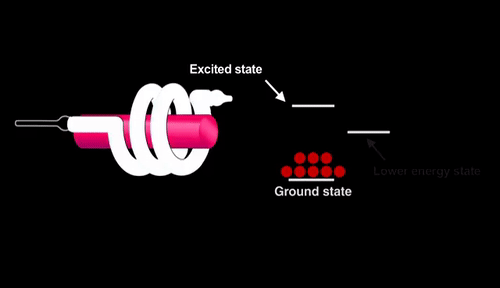 Excited state
Lower energy state
Ground state